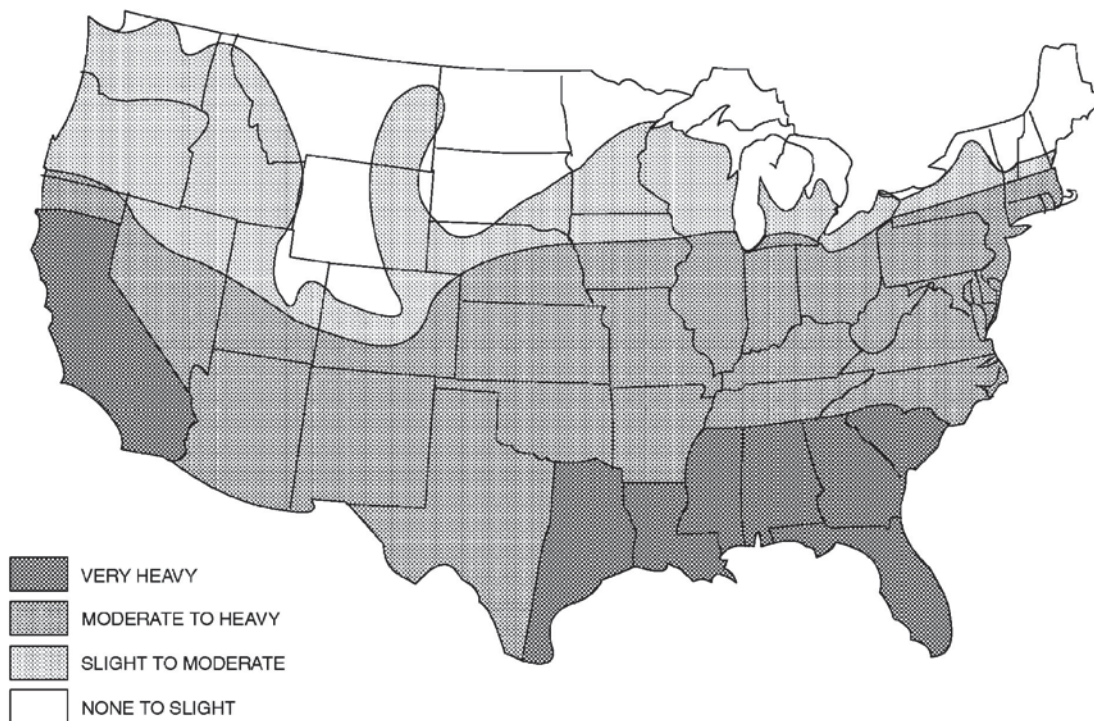 VERY HEAVY
MODERATE TO HEAVY
SLIGHT TO MODERATE
NONE TO SLIGHT